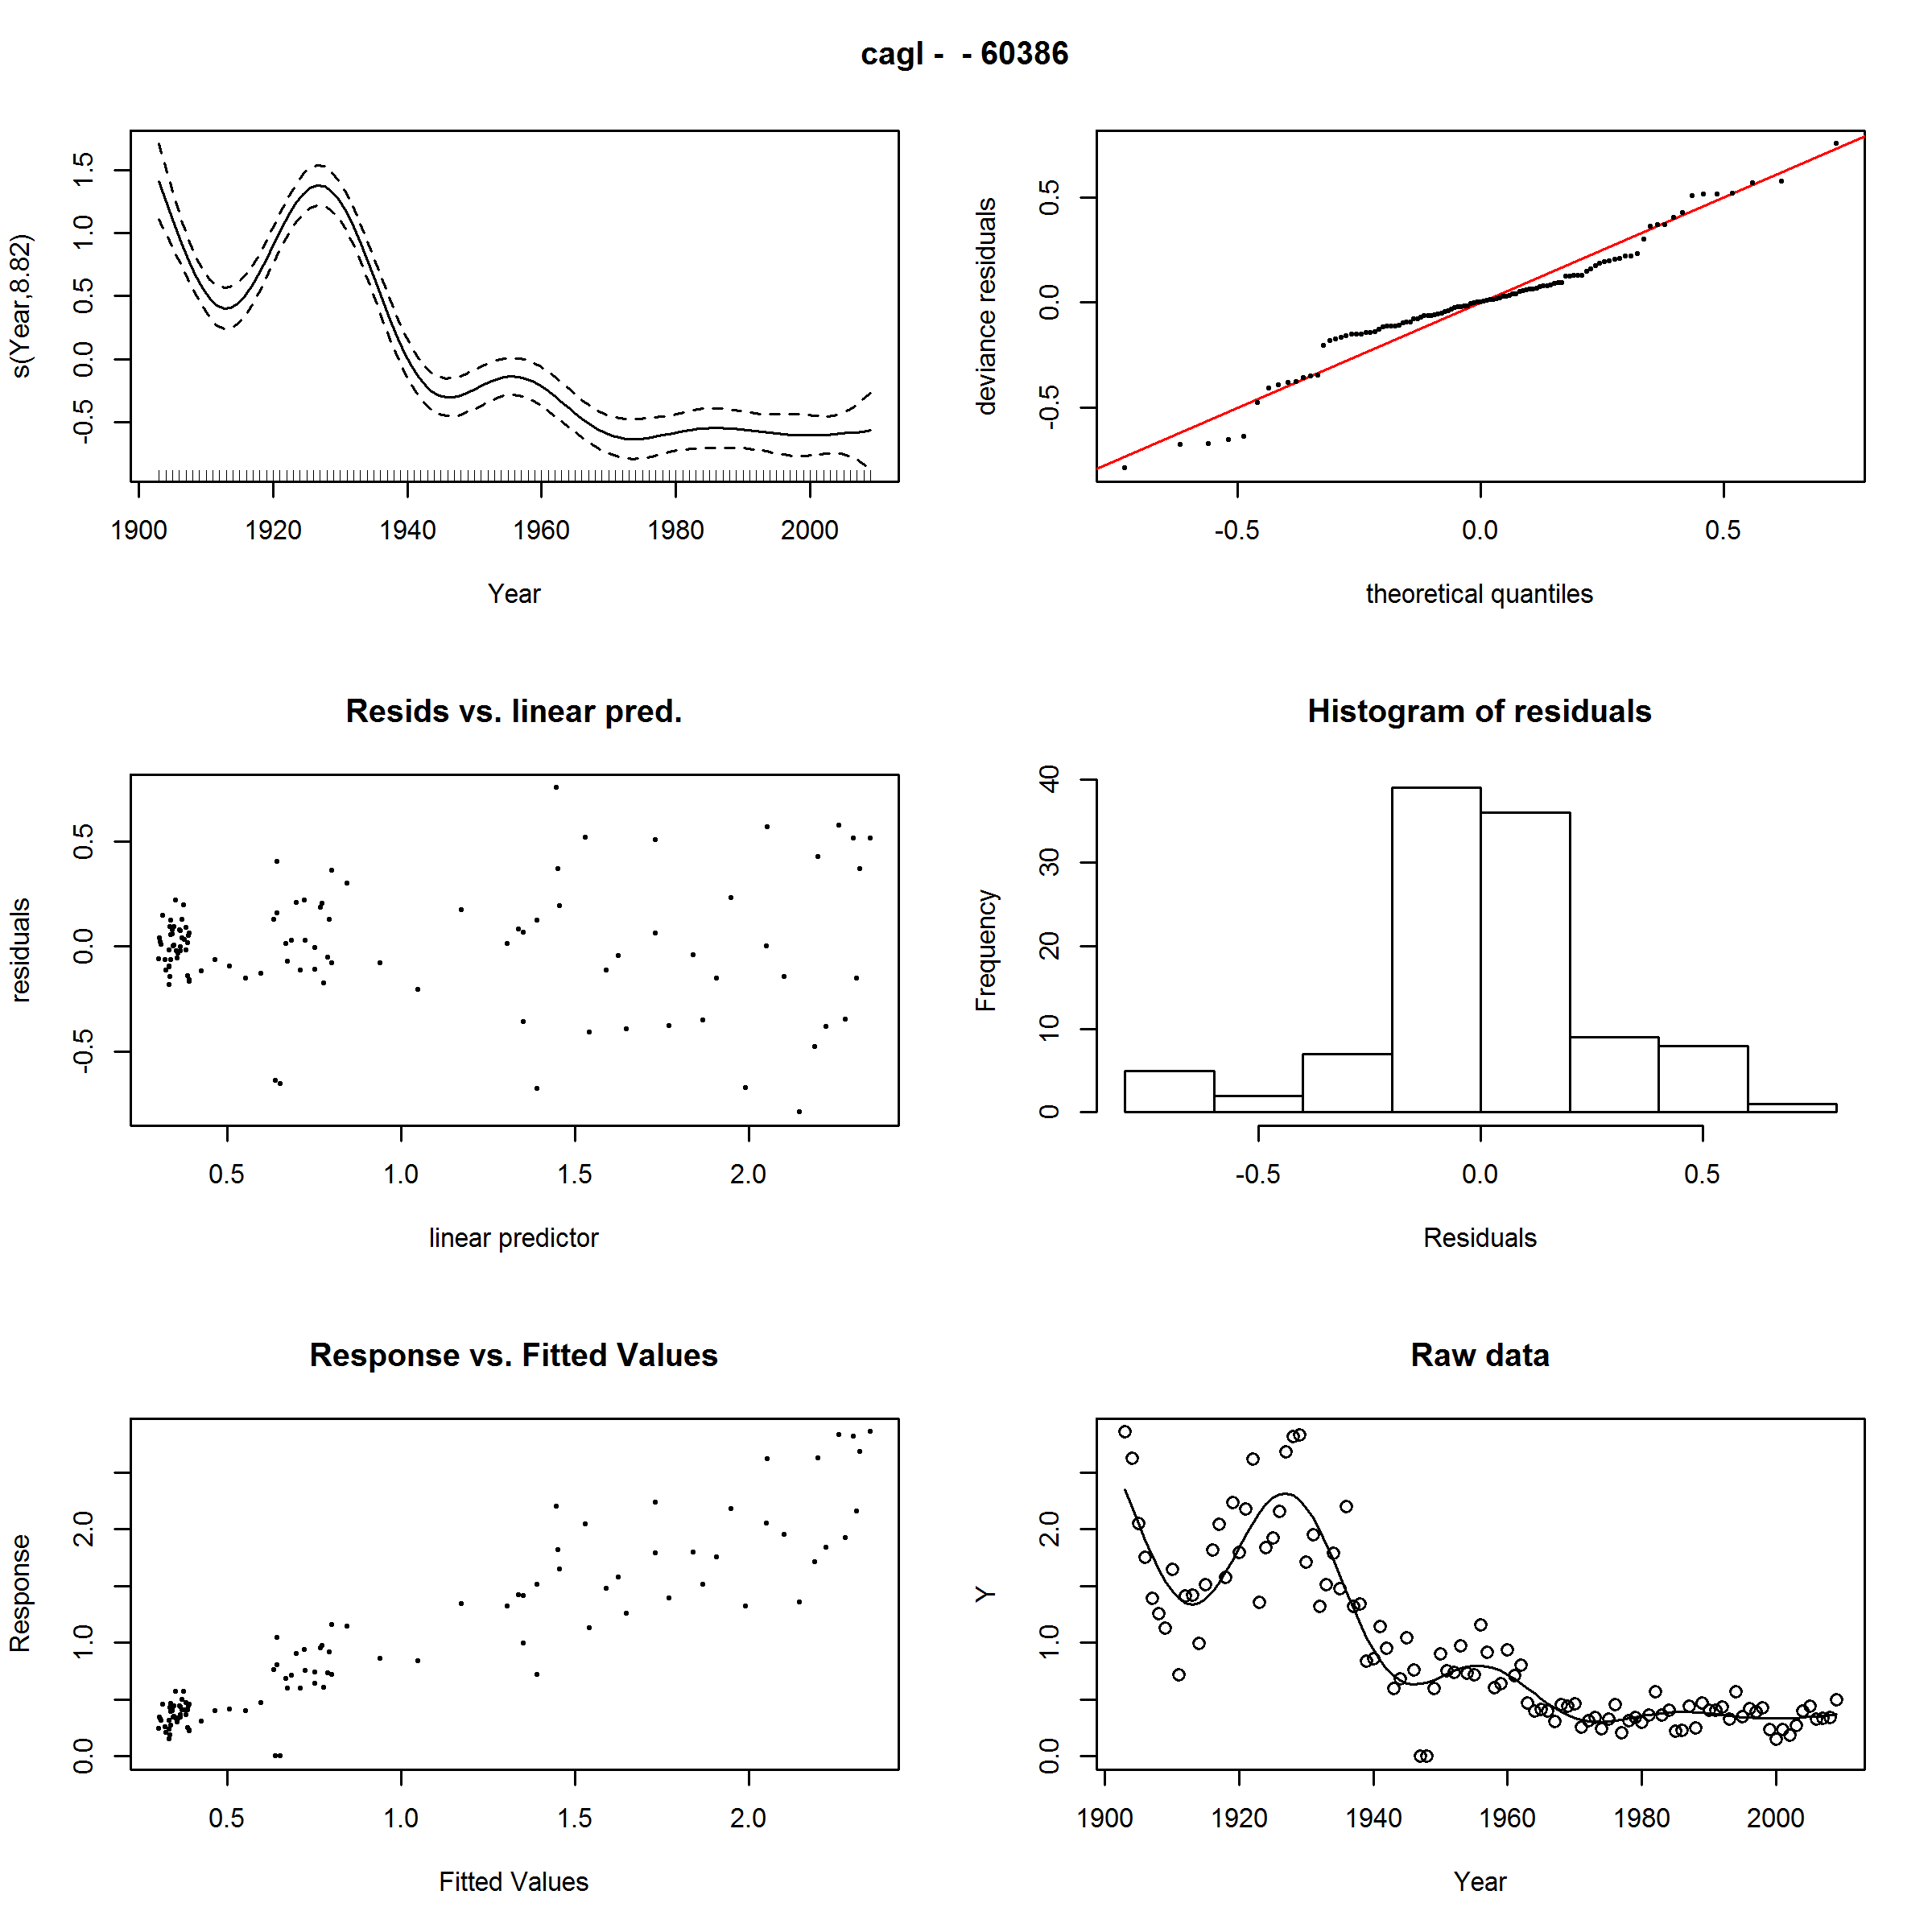 cagl -  - 60386
s(Year,8.82)
1.5
1.0
0.5
0.0
-0.5
1900 1920 1940 1960 1980 2000
Year
deviance residuals
0.5
0.0
-0.5
-0.5 0.0 0.5
theoretical quantiles
Resids vs. linear pred.
residuals
0.5
0.0
-0.5
0.5 1.0 1.5 2.0
linear predictor
Histogram of residuals
Frequency
40
30
20
10
0
-0.5 0.0 0.5
Residuals
Response vs. Fitted Values
Response
2.0
1.0
0.0
0.5 1.0 1.5 2.0
Fitted Values
Raw data
Y
2.0
1.0
0.0
1900 1920 1940 1960 1980 2000
Year